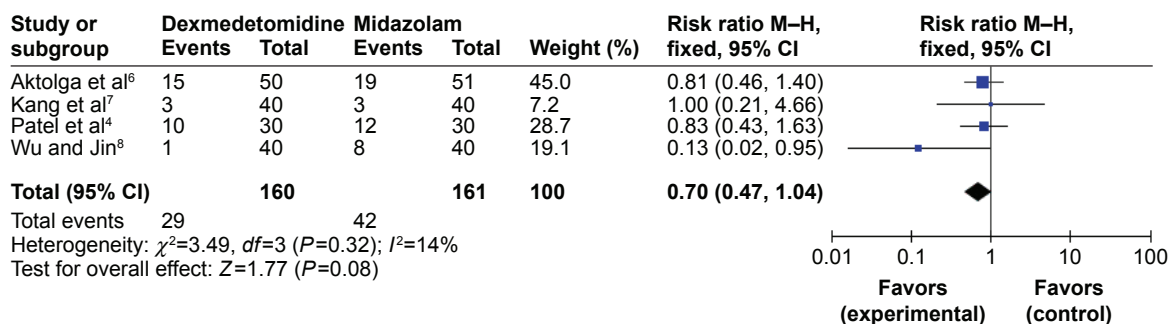 Study or Dexmedetomidine Midazolam Risk ratio M–H, Risk ratio M–H,
subgroup Events Total Events Total Weight (%) fixed, 95% CI fixed, 95% CI
Aktolga et al⁶ 15 50 19 51 45.0 0.81 (0.46, 1.40)
Kang et al⁷ 3 40 3 40 7.2 1.00 (0.21, 4.66)
Patel et al⁴ 10 30 12 30 28.7 0.83 (0.43, 1.63)
Wu and Jin⁸ 1 40 8 40 19.1 0.13 (0.02, 0.95)
Total (95% CI) 160 161 100 0.70 (0.47, 1.04)
Total events 29 42
Heterogeneity: χ²=3.49, df=3 (P=0.32); I²=14%
Test for overall effect: Z=1.77 (P=0.08)
0.01 0.1 1 10 100
Favors Favors
(experimental) (control)